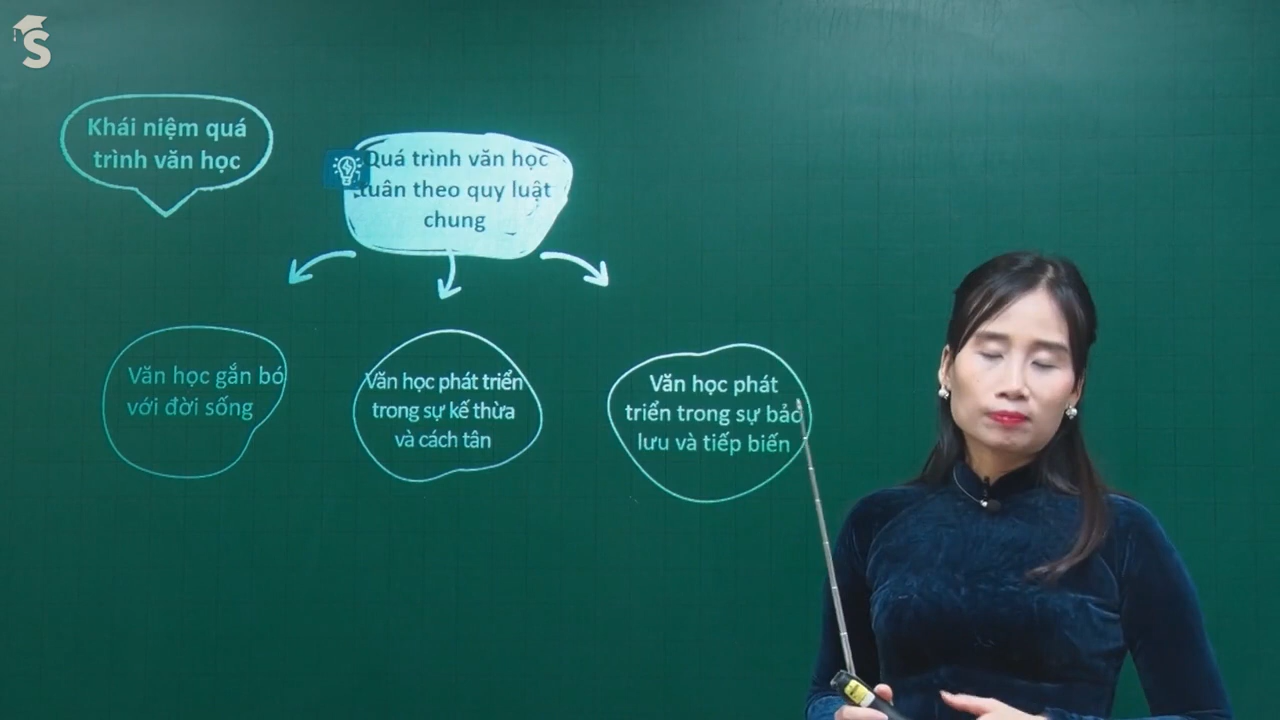 S
Khái niệm quá
trình văn học
Quá trình văn học
tuân theo quy luật
chung
Văn học gắn bó
với đời sống
Văn học phát triển
trong sự kế thừa
và cách tân
Văn học phát
triển trong sự bảo
lưu và tiếp biến